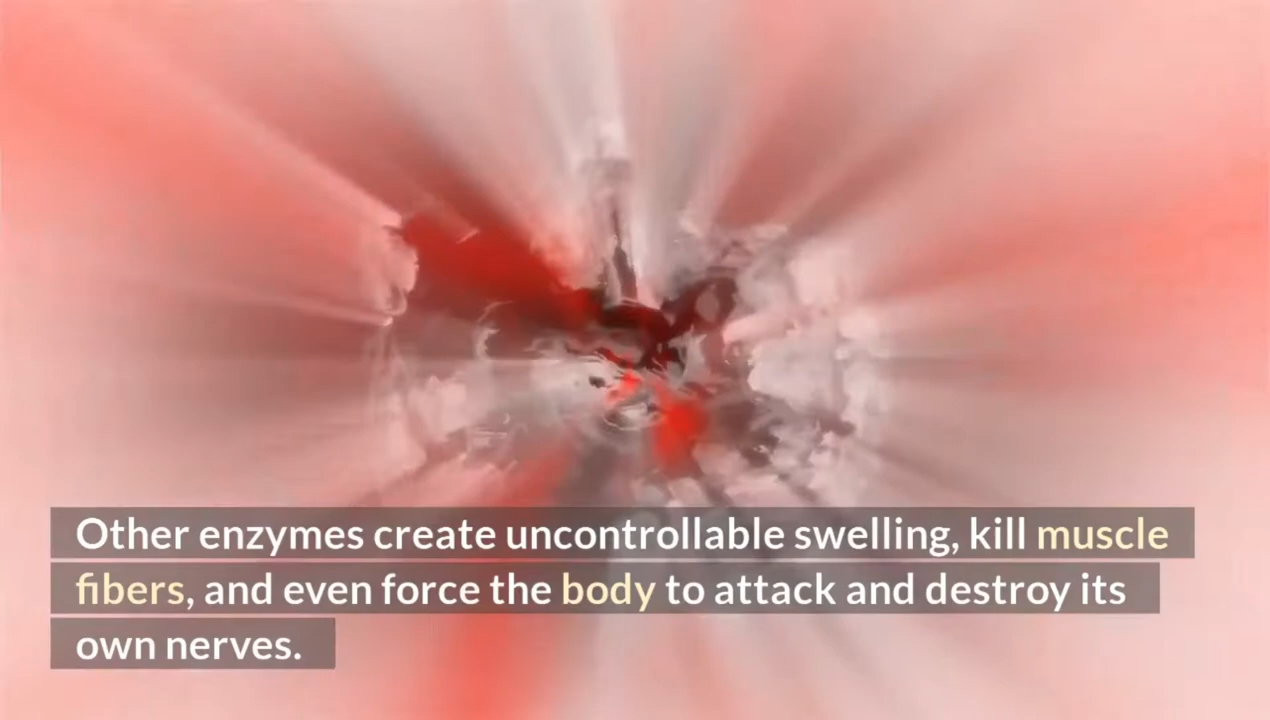 Other enzymes create uncontrollable swelling, kill muscle
fibers, and even force the body to attack and destroy its
own nerves.